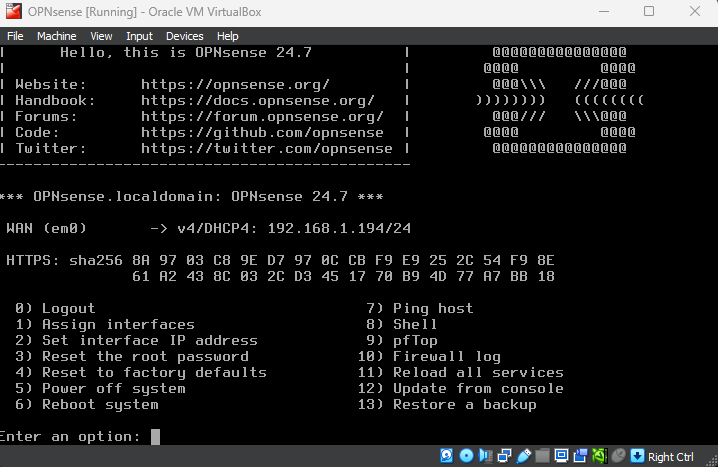 OPNsense [Running] - Oracle VM VirtualBox
File Machine View Input Devices Help
| Hello, this is OPNsense 24.7 | @@@@@@@@@@@@@@@
| | @@@@ @@@@
| Website: https://opnsense.org/ | @@@\\\ ///@@@
| Handbook: https://docs.opnsense.org/ | )))))))) ((((((((
| Forums: https://forum.opnsense.org/ | @@@/// \\\@@@
| Code: https://github.com/opnsense | @@@@ @@@@
| Twitter: https://twitter.com/opnsense | @@@@@@@@@@@@@@@
----------------------------------------------
*** OPNsense.localdomain: OPNsense 24.7 ***
WAN (em0) -> v4/DHCP4: 192.168.1.194/24
HTTPS: sha256 8A 97 03 C8 9E D7 97 0C CB F9 E9 25 2C 54 F9 8E
61 A2 43 8C 03 2C D3 45 17 70 B9 4D 77 A7 BB 18
0) Logout 7) Ping host
1) Assign interfaces 8) Shell
2) Set interface IP address 9) pfTop
3) Reset the root password 10) Firewall log
4) Reset to factory defaults 11) Reload all services
5) Power off system 12) Update from console
6) Reboot system 13) Restore a backup
Enter an option:
Right Ctrl